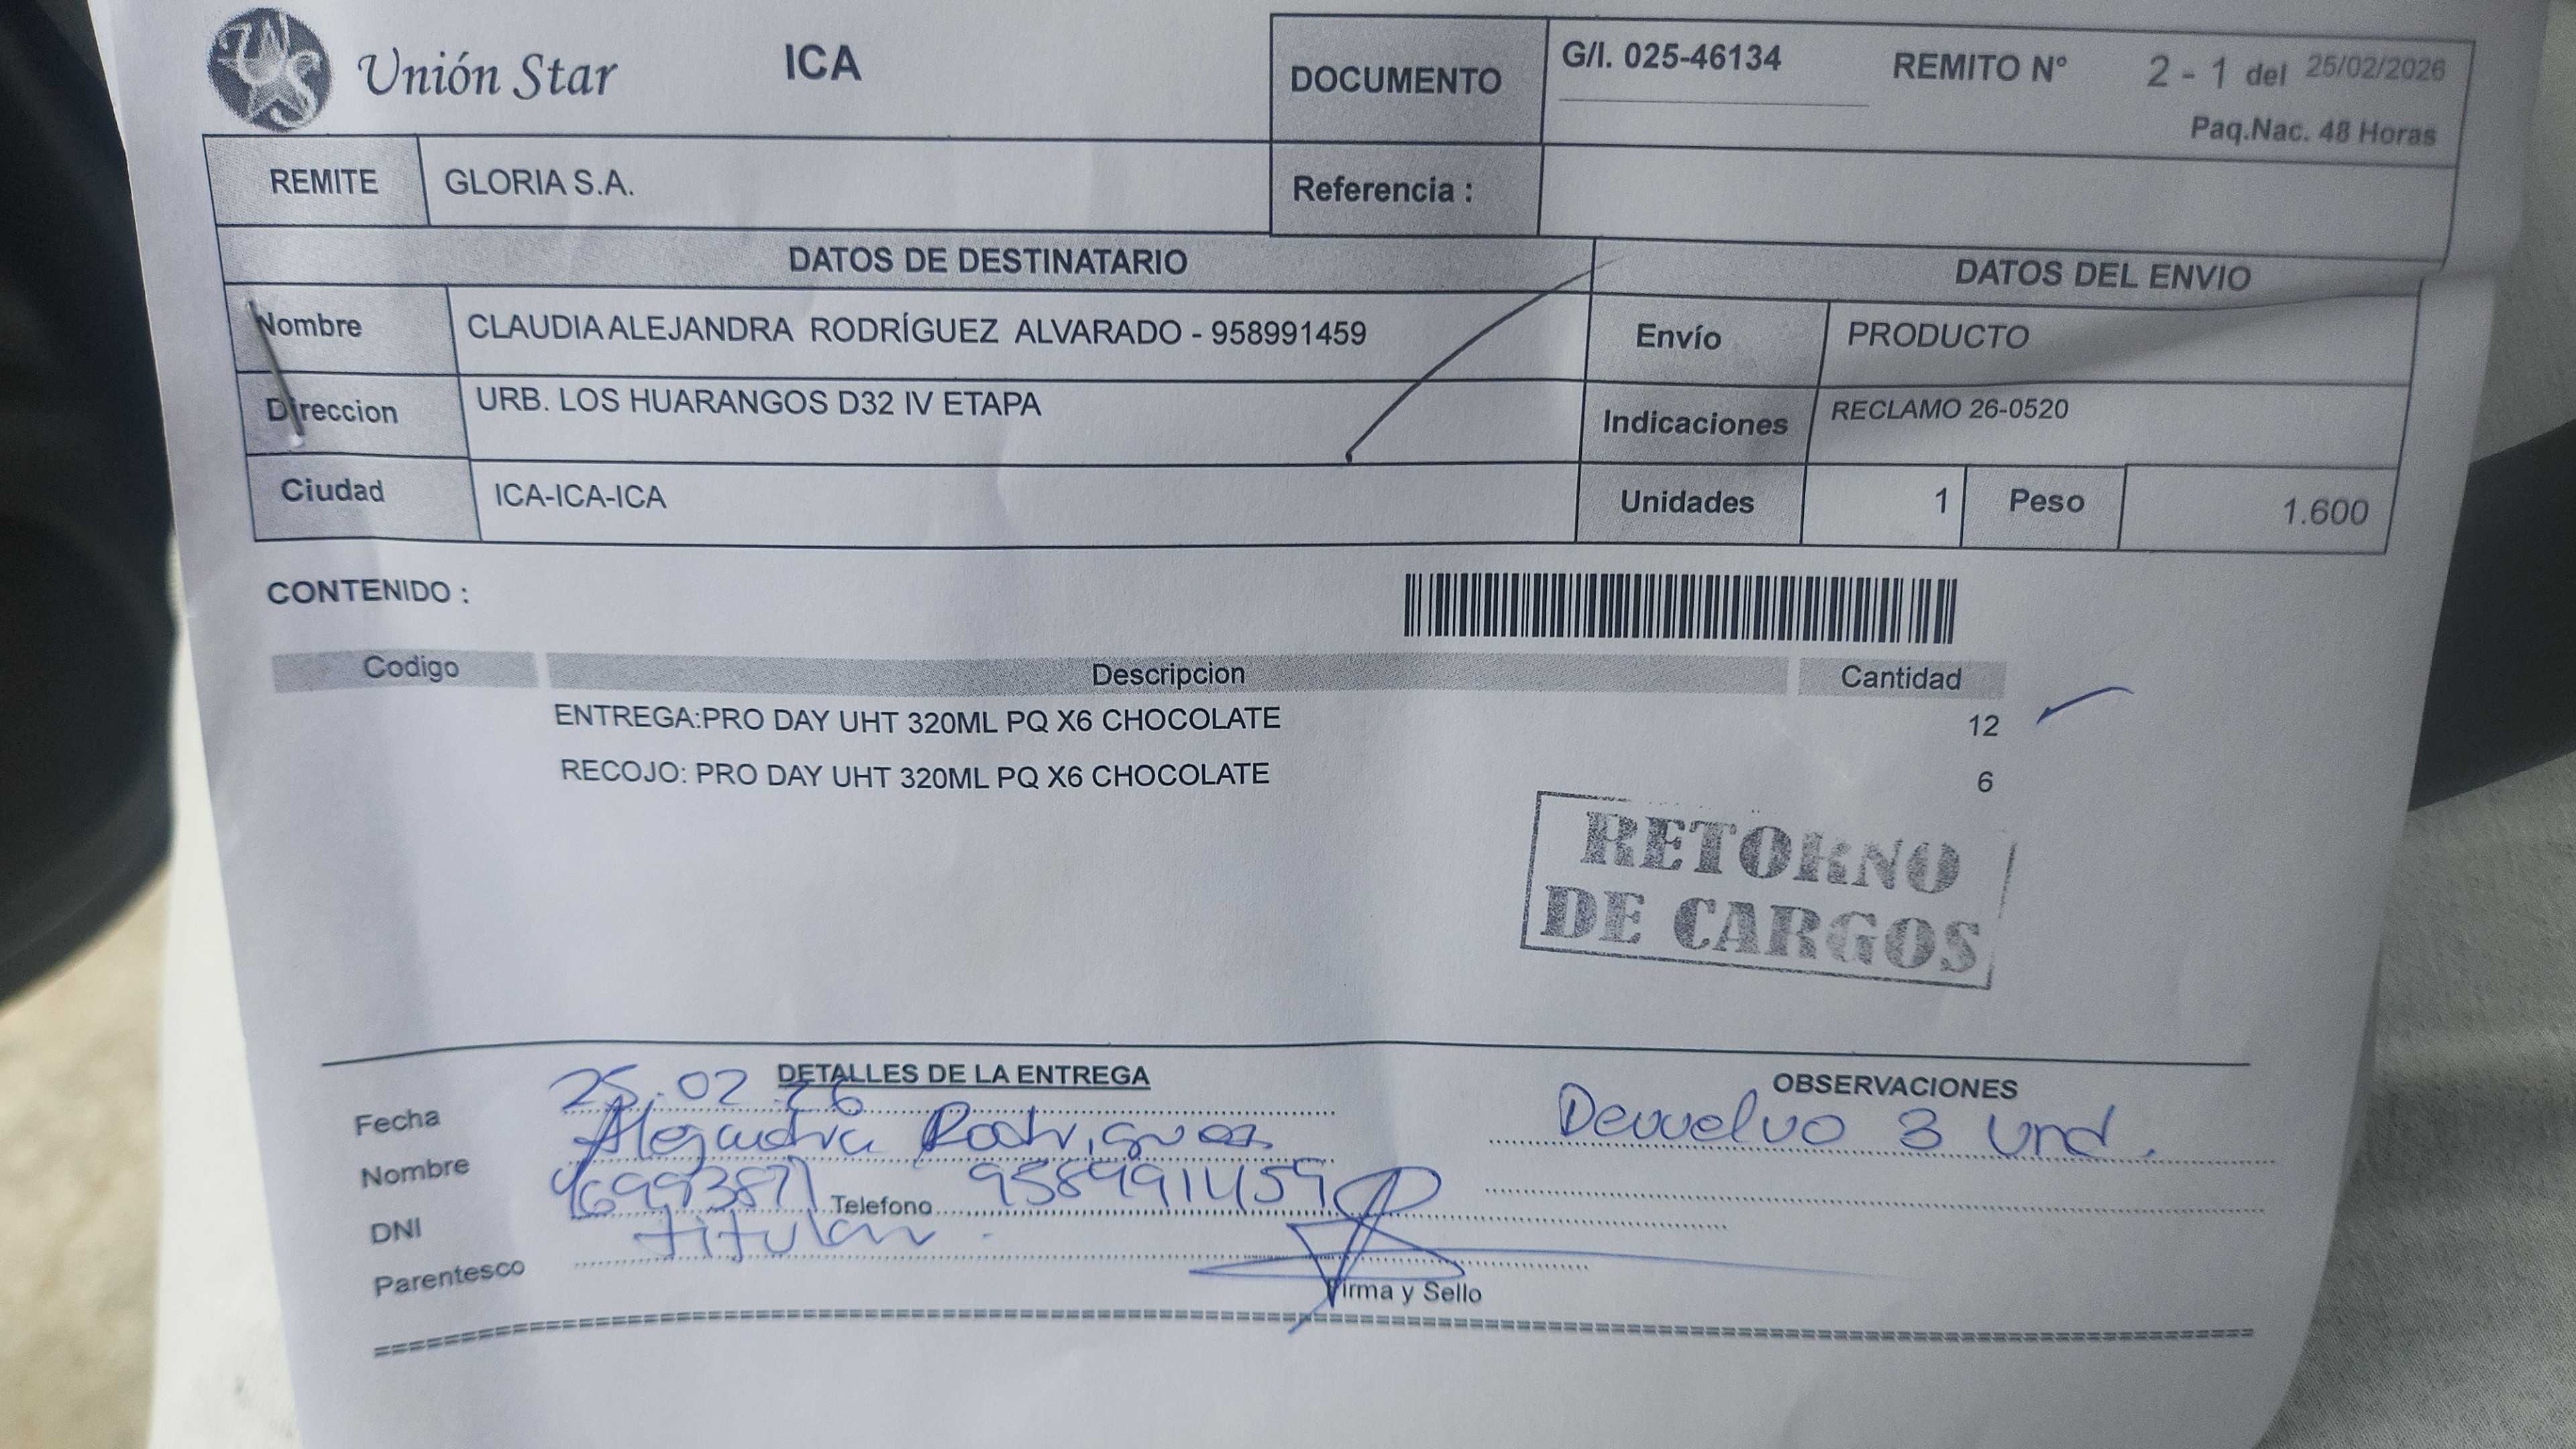 Unión Star ICA DOCUMENTO G/I. 025-46134 REMITO N° 2 - 1 del 25/02/2026
Paq.Nac. 48 Horas
REMITE GLORIA S.A. Referencia :
DATOS DE DESTINATARIO DATOS DEL ENVIO
Nombre CLAUDIA ALEJANDRA RODRÍGUEZ ALVARADO - 958991459 Envío PRODUCTO
Direccion URB. LOS HUARANGOS D32 IV ETAPA Indicaciones RECLAMO 26-0520
Ciudad ICA-ICA-ICA Unidades 1 Peso 1.600
CONTENIDO :
Codigo Descripcion Cantidad
ENTREGA:PRO DAY UHT 320ML PQ X6 CHOCOLATE 12
RECOJO: PRO DAY UHT 320ML PQ X6 CHOCOLATE 6
RETORNO
DE CARGOS
DETALLES DE LA ENTREGA OBSERVACIONES
Fecha 25.02.26 Devuelvo 3 und.
Nombre Alejandra Rodriguez
DNI 46993871 Telefono 958991459
Parentesco titular.
Firma y Sello